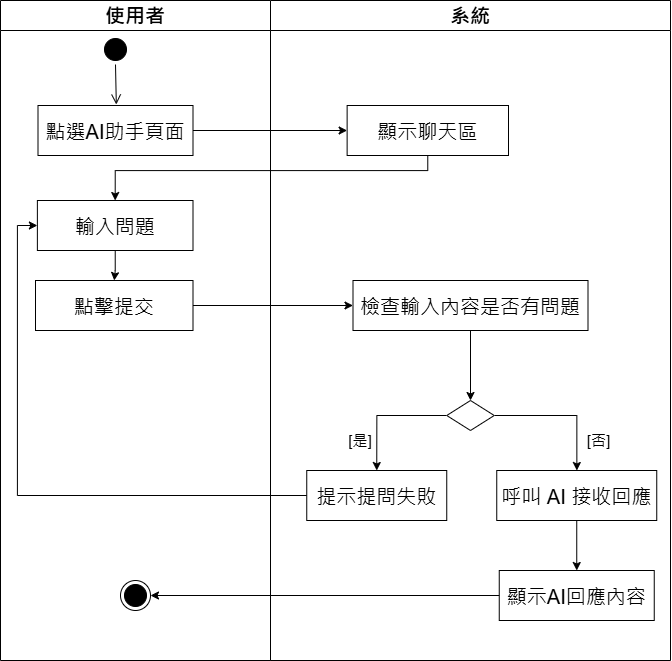 使用者
系統
點選AI助手頁面
顯示聊天區
輸入問題
點擊提交
檢查輸入內容是否有問題
[是]
[否]
提示提問失敗
呼叫 AI 接收回應
顯示AI回應內容